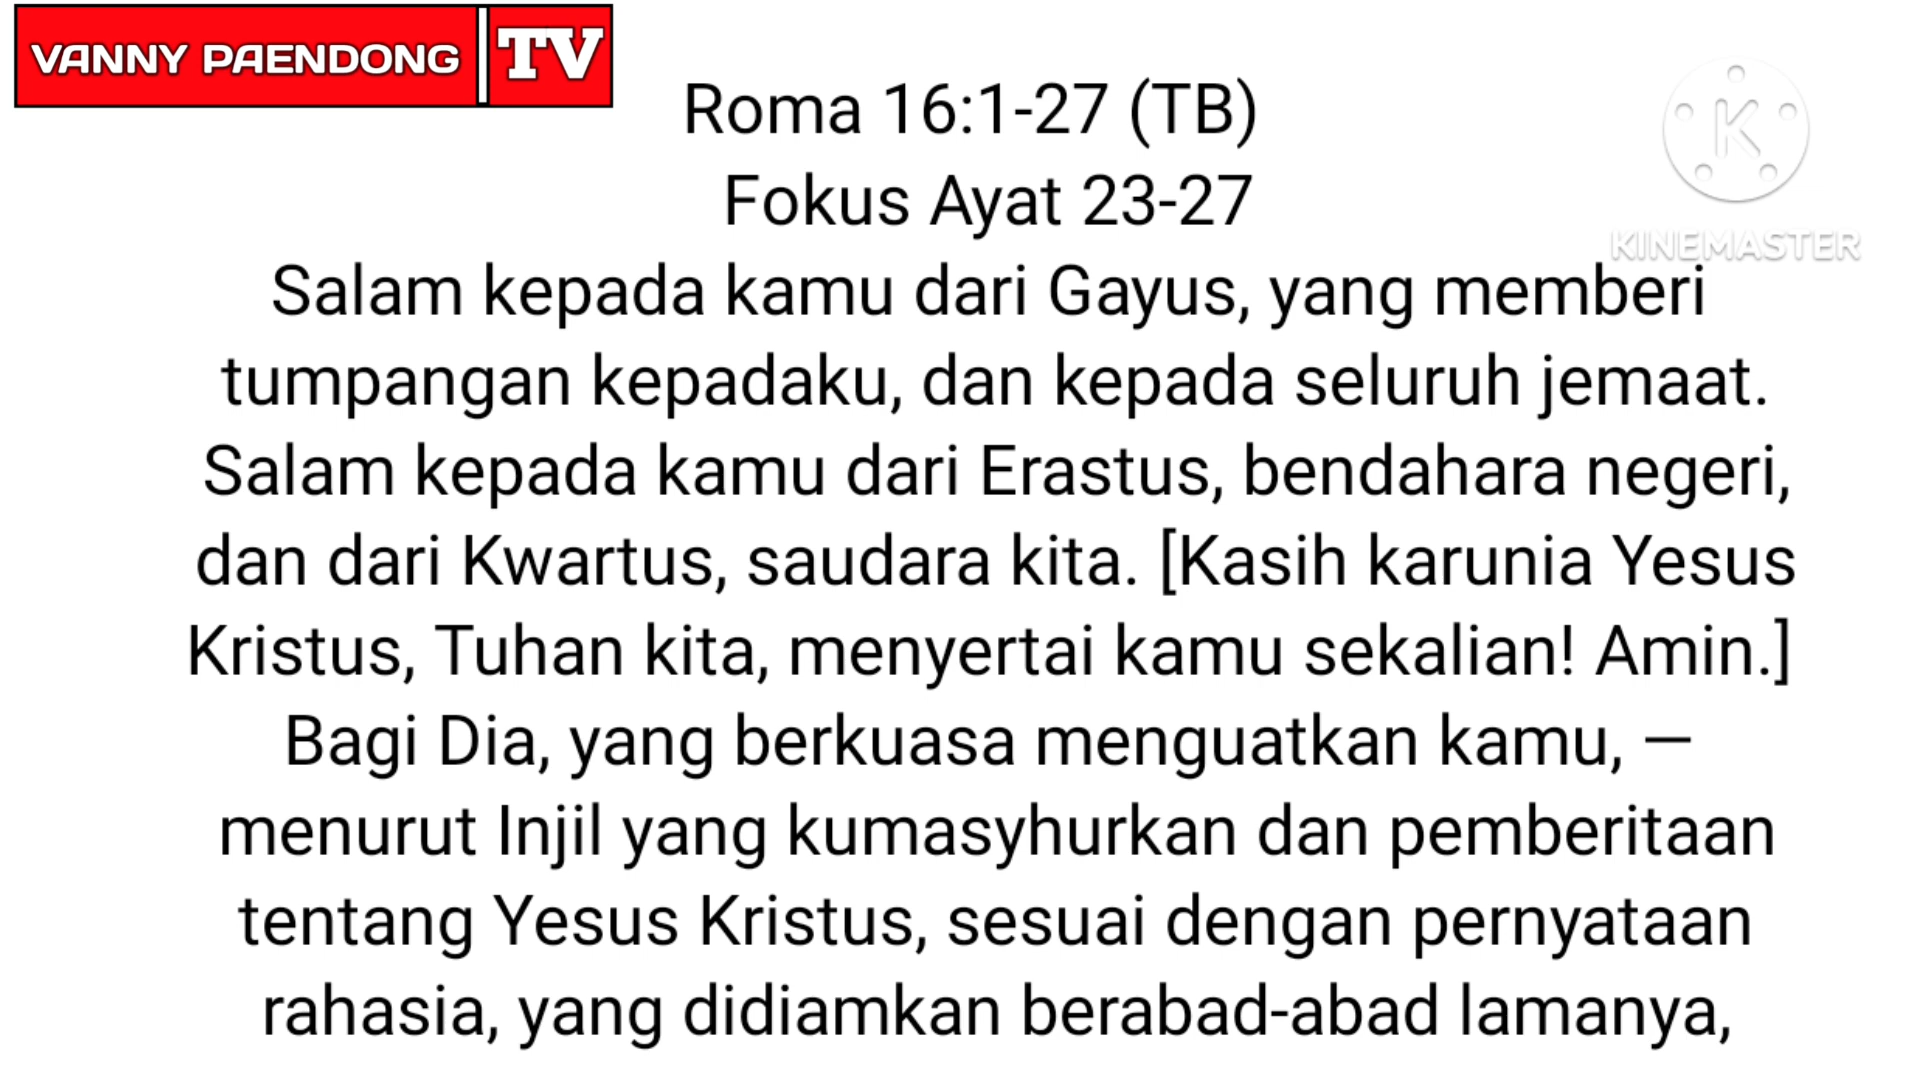 VANNY PAENDONG TV
Roma 16:1-27 (TB)
K
Fokus Ayat 23-27
KINEMASTER
Salam kepada kamu dari Gayus, yang memberi
tumpangan kepadaku, dan kepada seluruh jemaat.
Salam kepada kamu dari Erastus, bendahara negeri,
dan dari Kwartus, saudara kita. [Kasih karunia Yesus
Kristus, Tuhan kita, menyertai kamu sekalian! Amin.]
Bagi Dia, yang berkuasa menguatkan kamu, —
menurut Injil yang kumasyhurkan dan pemberitaan
tentang Yesus Kristus, sesuai dengan pernyataan
rahasia, yang didiamkan berabad-abad lamanya,